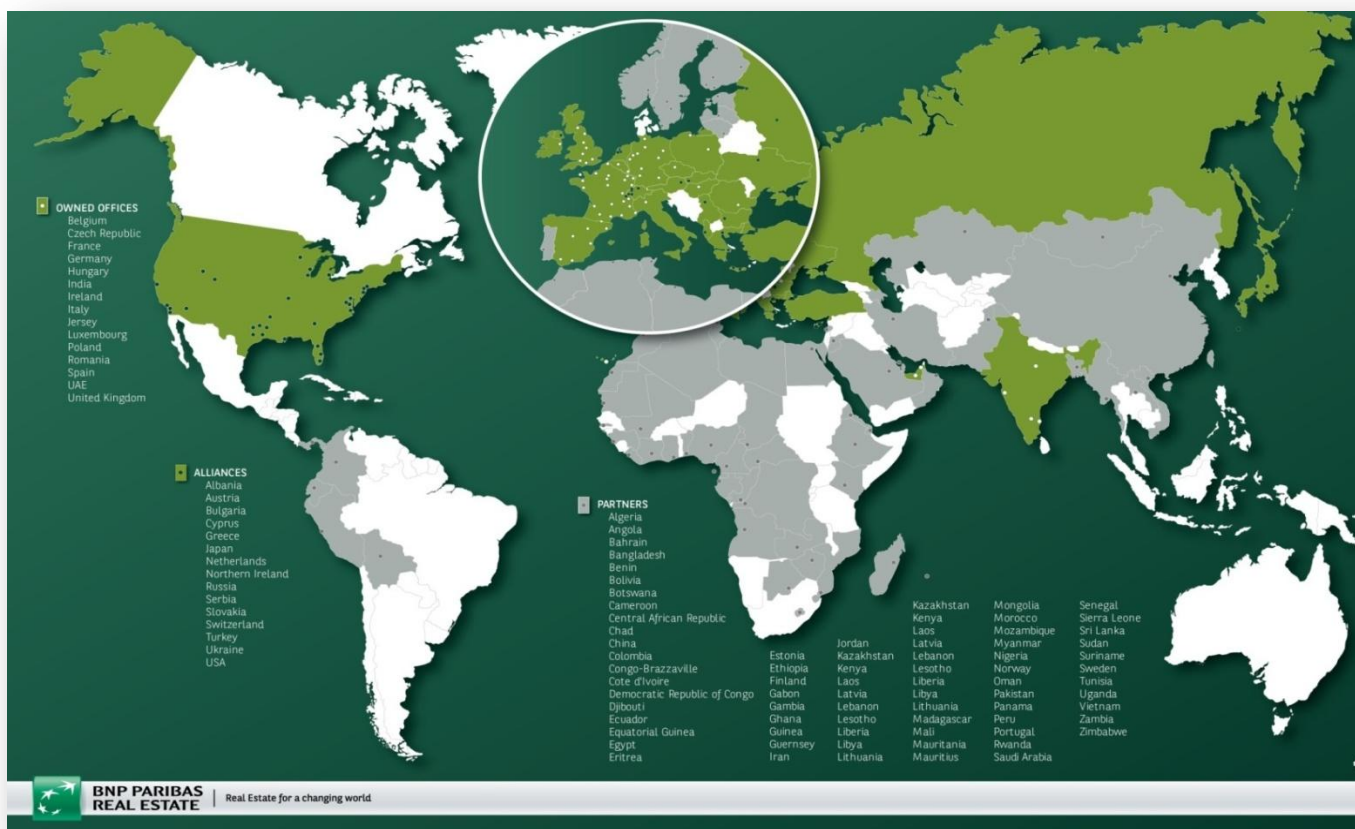 OWNED OFFICES
Belgium
Czech Republic
France
Germany
Hungary
India
Ireland
Italy
Jersey
Luxembourg
Poland
Romania
Spain
UAE
United Kingdom
ALLIANCES
Albania
Austria
Bulgaria
Cyprus
Greece
Japan
Netherlands
Northern Ireland
Russia
Serbia
Slovakia
Switzerland
Turkey
Ukraine
USA
PARTNERS
Algeria
Angola
Bahrain
Bangladesh
Benin
Bolivia
Botswana
Cameroon
Central African Republic
Chad
China
Colombia
Congo-Brazzaville
Cote d'Ivoire
Democratic Republic of Congo
Djibouti
Ecuador
Equatorial Guinea
Egypt
Eritrea
Estonia
Ethiopia
Finland
Gabon
Gambia
Ghana
Guinea
Guernsey
Iran
Jordan
Kazakhstan
Kenya
Laos
Latvia
Lebanon
Lesotho
Liberia
Libya
Lithuania
Kazakhstan
Kenya
Laos
Latvia
Lebanon
Lesotho
Liberia
Libya
Lithuania
Madagascar
Mali
Mauritania
Mauritius
Mongolia
Morocco
Mozambique
Myanmar
Nigeria
Norway
Oman
Pakistan
Panama
Peru
Portugal
Rwanda
Saudi Arabia
Senegal
Sierra Leone
Sri Lanka
Sudan
Suriname
Sweden
Tunisia
Uganda
Vietnam
Zambia
Zimbabwe
BNP PARIBAS
REAL ESTATE
Real Estate for a changing world